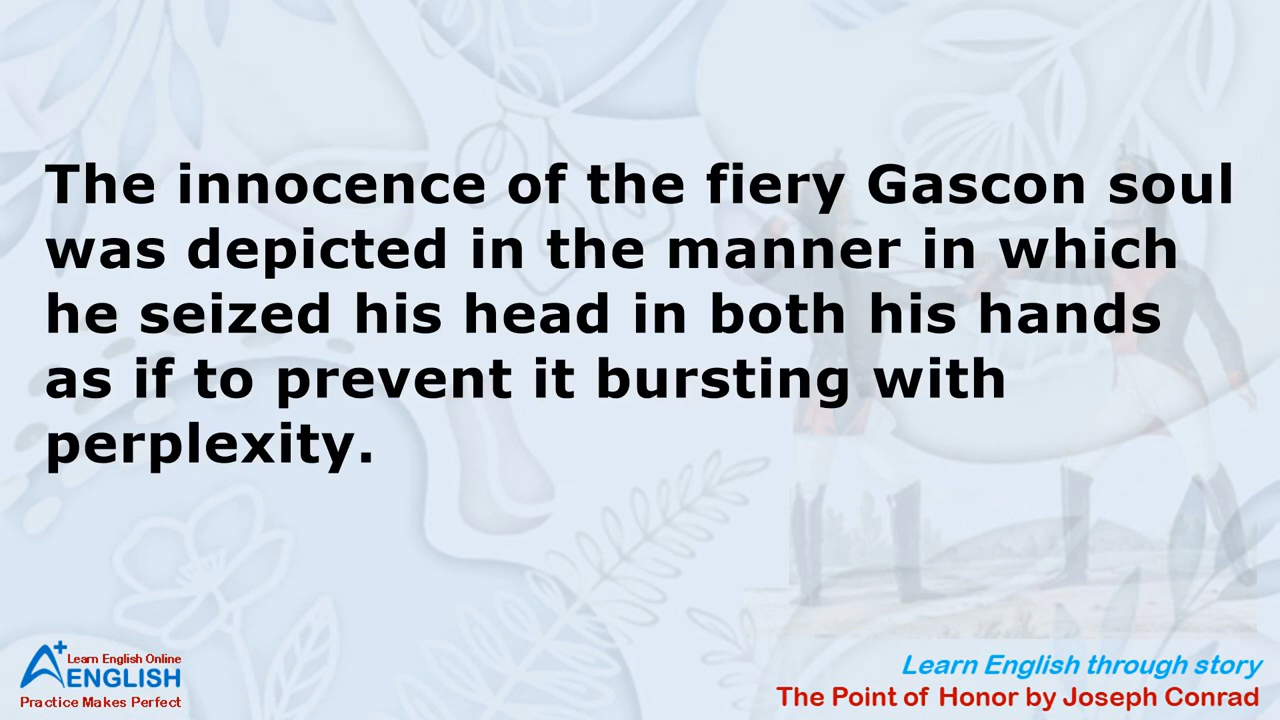 The innocence of the fiery Gascon soul
was depicted in the manner in which
he seized his head in both his hands
as if to prevent it bursting with
perplexity.
A+ Learn English Online
ENGLISH
Practice Makes Perfect
Learn English through story
The Point of Honor by Joseph Conrad